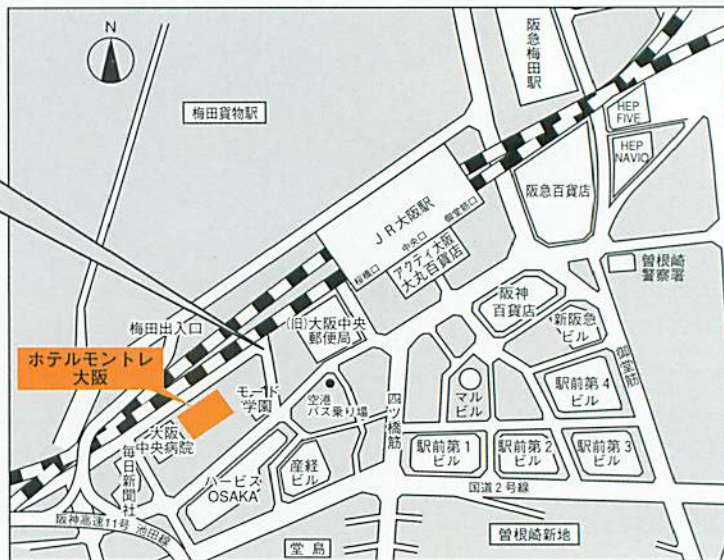 N
梅田貨物駅
阪急梅田駅
HEP
FIVE
HEP
NAVIO
阪急百貨店
JR大阪駅
御堂筋口
中央口
桜橋口
アクティ大阪
大丸百貨店
曽根崎
警察署
阪神
百貨店
新阪急
ビル
御堂筋
梅田出入口
(旧)大阪中央
郵便局
ホテルモントレ
大阪
モード
学園
空港
バス乗り場
四ツ橋筋
マル
ビル
駅前第4
ビル
大阪
中央病院
毎日新聞社
ハービス
OSAKA
産経
ビル
駅前第1
ビル
駅前第2
ビル
駅前第3
ビル
国道2号線
阪神高速11号 池田線
堂島
曽根崎新地